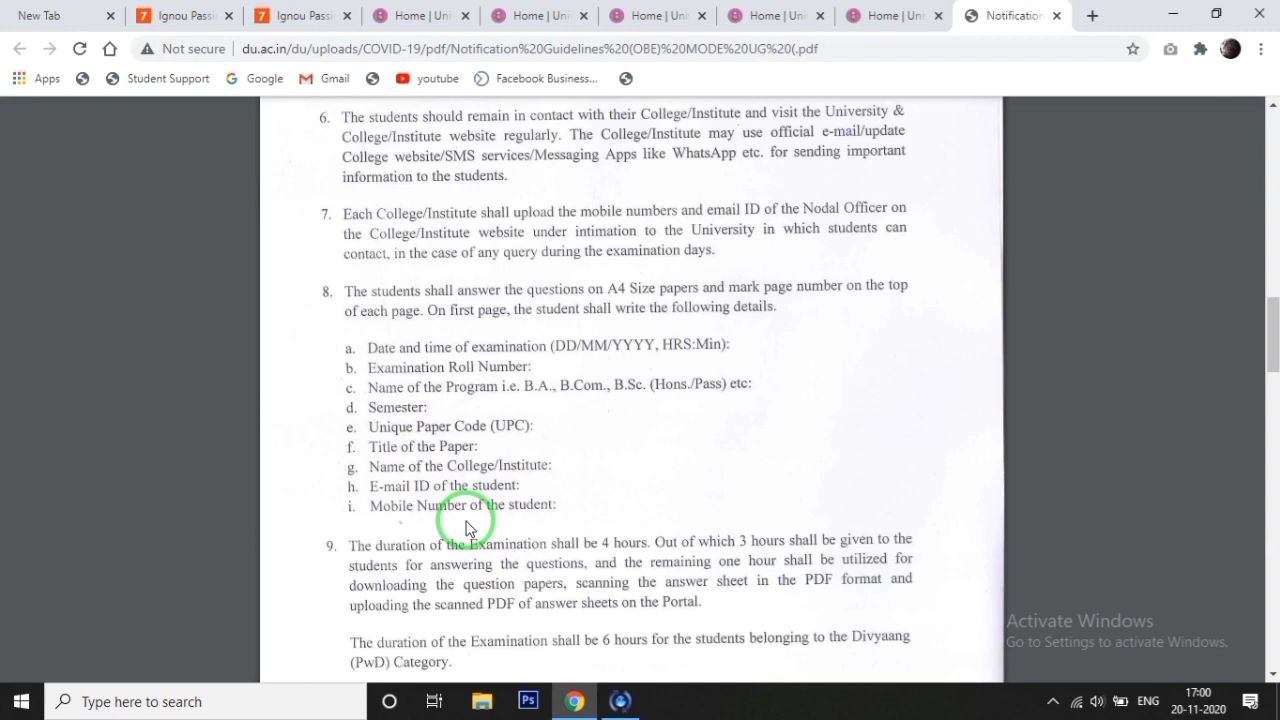 New Tab
Ignou Passi
Ignou Passi
Home | Uni
Home | Uni
Home | Uni
Home | Uni
Home | Uni
Notification
Not secure
du.ac.in/du/uploads/COVID-19/pdf/Notification%20Guidelines%20(OBE)%20MODE%20UG%20(.pdf
Apps
Student Support
Google
Gmail
youtube
Facebook Business...
6. The students should remain in contact with their College/Institute and visit the University &
College/Institute website regularly. The College/Institute may use official e-mail/update
College website/SMS services/Messaging Apps like WhatsApp etc. for sending important
information to the students.
7. Each College/Institute shall upload the mobile numbers and email ID of the Nodal Officer on
the College/Institute website under intimation to the University in which students can
contact, in the case of any query during the examination days.
8. The students shall answer the questions on A4 Size papers and mark page number on the top
of each page. On first page, the student shall write the following details.
a. Date and time of examination (DD/MM/YYYY, HRS:Min):
b. Examination Roll Number:
c. Name of the Program i.e. B.A., B.Com., B.Sc. (Hons./Pass) etc:
d. Semester:
e. Unique Paper Code (UPC):
f. Title of the Paper:
g. Name of the College/Institute:
h. E-mail ID of the student:
i. Mobile Number of the student:
9. The duration of the Examination shall be 4 hours. Out of which 3 hours shall be given to the
students for answering the questions, and the remaining one hour shall be utilized for
downloading the question papers, scanning the answer sheet in the PDF format and
uploading the scanned PDF of answer sheets on the Portal.
The duration of the Examination shall be 6 hours for the students belonging to the Divyaang
(PwD) Category.
Activate Windows
Go to Settings to activate Windows.
Type here to search
Ps
ENG
17:00
20-11-2020